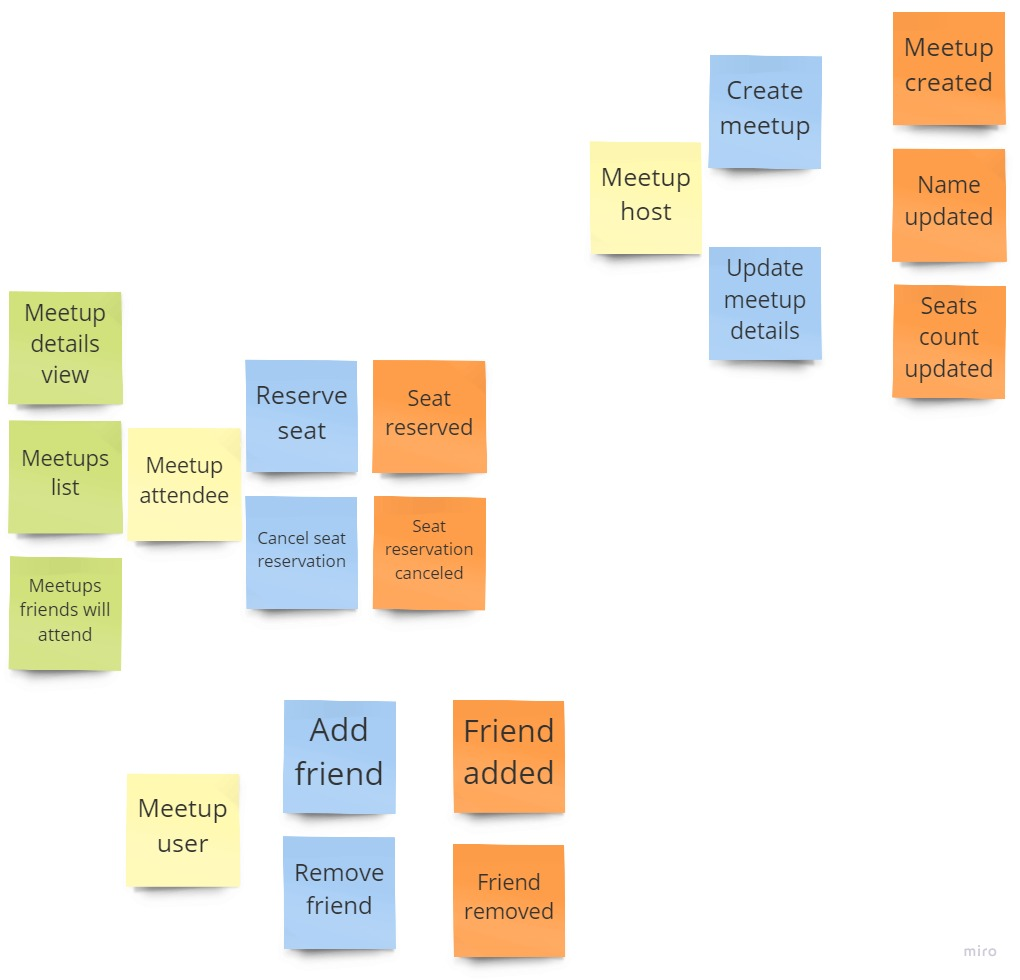 Meetup
created
Create
meetup
Meetup
host
Name
updated
Update
meetup
details
Seats
count
updated
Meetup
details
view
Meetups
list
Meetups
friends will
attend
Meetup
attendee
Reserve
seat
Seat
reserved
Cancel seat
reservation
Seat
reservation
canceled
Meetup
user
Add
friend
Friend
added
Remove
friend
Friend
removed
miro